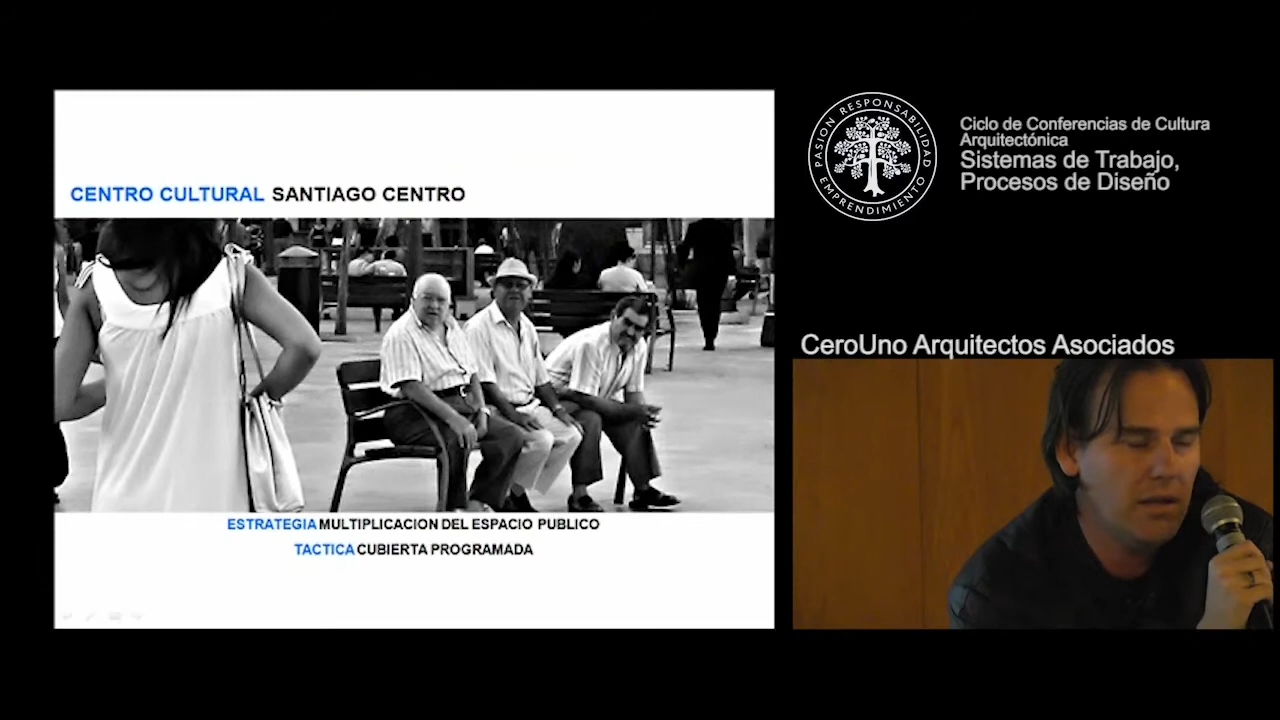 CENTRO CULTURAL SANTIAGO CENTRO
ESTRATEGIA MULTIPLICACION DEL ESPACIO PUBLICO
TACTICA CUBIERTA PROGRAMADA
PASION RESPONSABILIDAD
EMPRENDIMIENTO
Ciclo de Conferencias de Cultura
Arquitectónica
Sistemas de Trabajo,
Procesos de Diseño
CeroUno Arquitectos Asociados